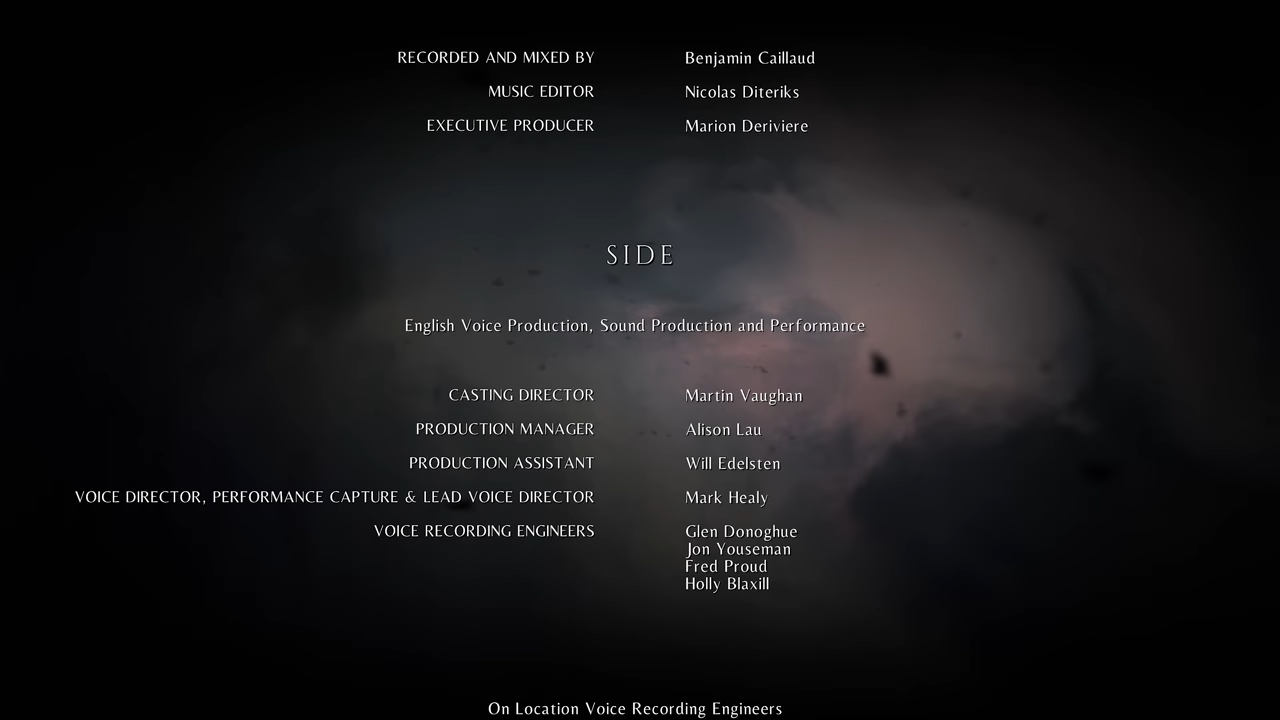 RECORDED AND MIXED BY Benjamin Caillaud
MUSIC EDITOR Nicolas Diteriks
EXECUTIVE PRODUCER Marion Deriviere
SIDE
English Voice Production, Sound Production and Performance
CASTING DIRECTOR Martin Vaughan
PRODUCTION MANAGER Alison Lau
PRODUCTION ASSISTANT Will Edelsten
VOICE DIRECTOR, PERFORMANCE CAPTURE & LEAD VOICE DIRECTOR Mark Healy
VOICE RECORDING ENGINEERS Glen Donoghue
Jon Youseman
Fred Proud
Holly Blaxill
On Location Voice Recording Engineers